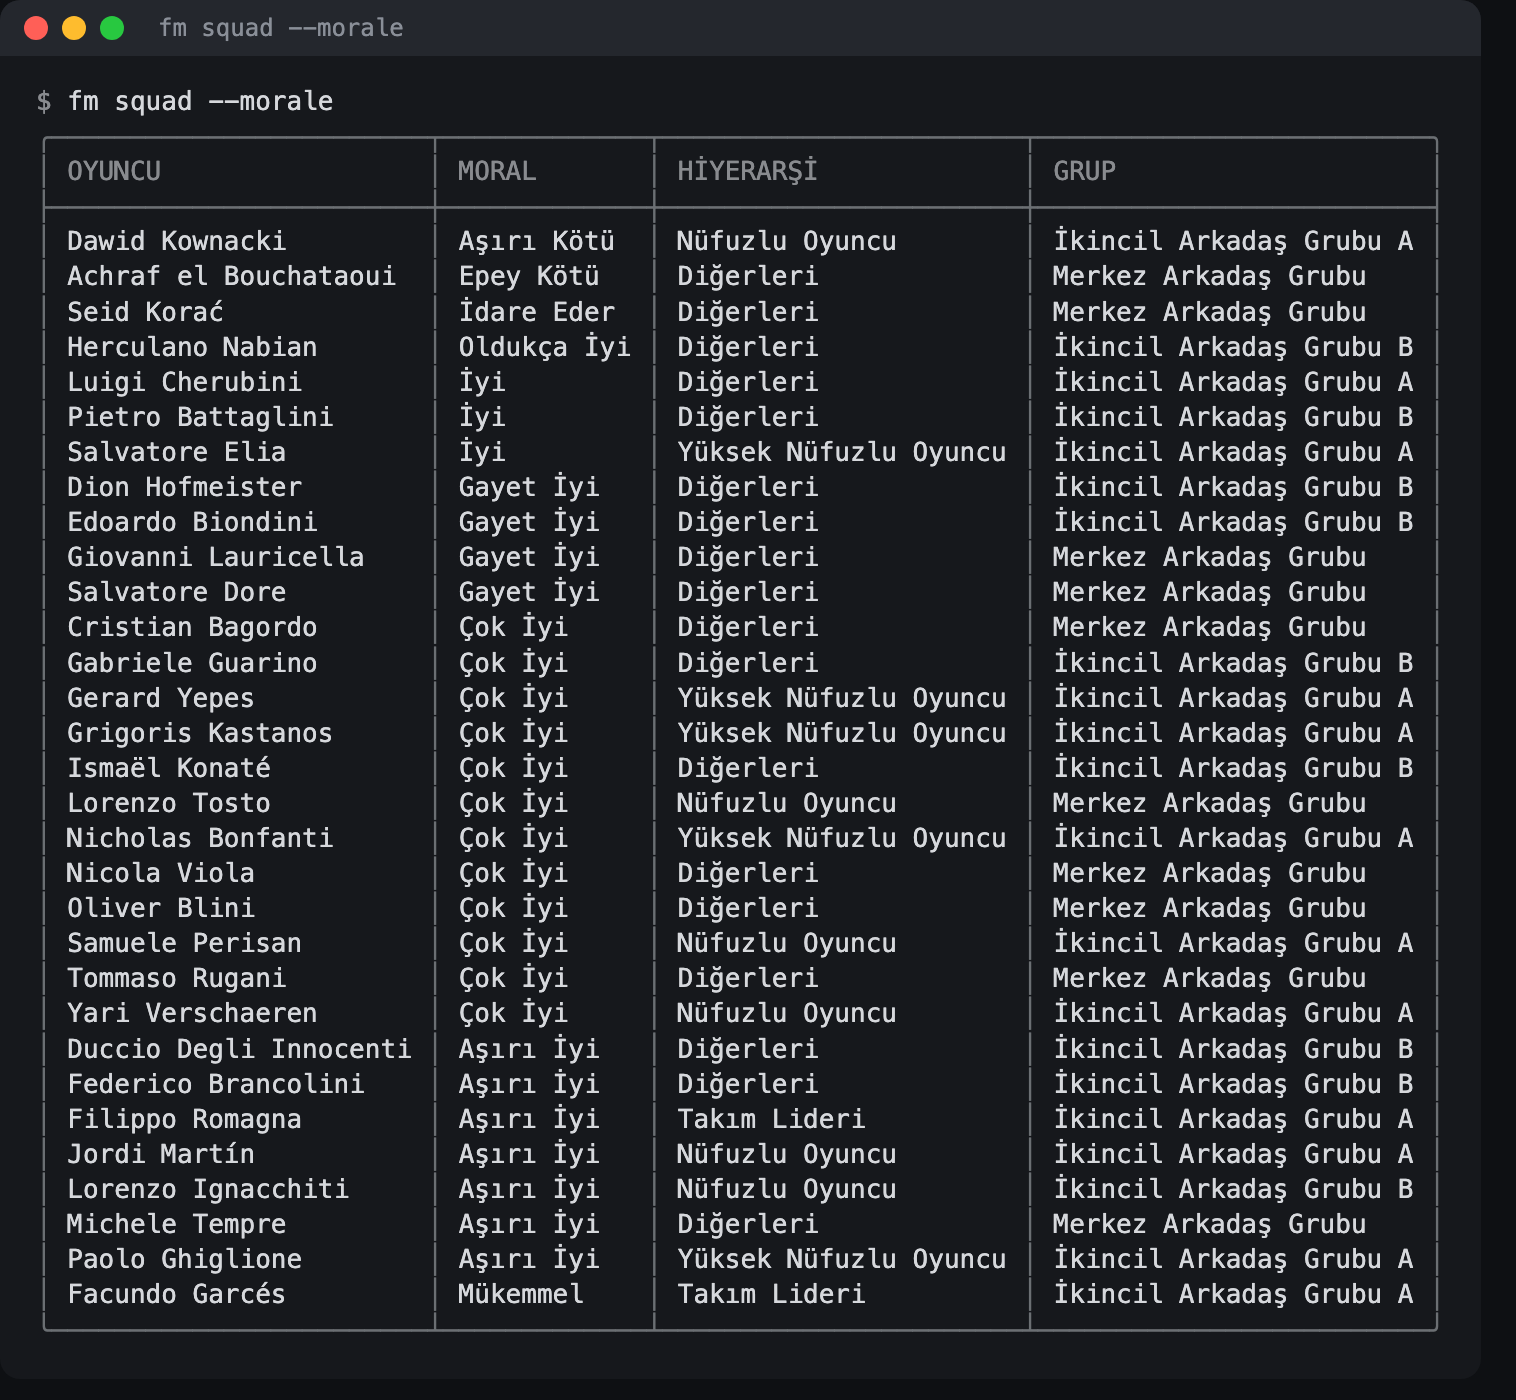 fm squad --morale
$ fm squad --morale
OYUNCU MORAL HİYERARŞİ GRUP
Dawid Kownacki Aşırı Kötü Nüfuzlu Oyuncu İkincil Arkadaş Grubu A
Achraf el Bouchataoui Epey Kötü Diğerleri Merkez Arkadaş Grubu
Seid Korać İdare Eder Diğerleri Merkez Arkadaş Grubu
Herculano Nabian Oldukça İyi Diğerleri İkincil Arkadaş Grubu B
Luigi Cherubini İyi Diğerleri İkincil Arkadaş Grubu A
Pietro Battaglini İyi Diğerleri İkincil Arkadaş Grubu B
Salvatore Elia İyi Yüksek Nüfuzlu Oyuncu İkincil Arkadaş Grubu A
Dion Hofmeister Gayet İyi Diğerleri İkincil Arkadaş Grubu B
Edoardo Biondini Gayet İyi Diğerleri İkincil Arkadaş Grubu B
Giovanni Lauricella Gayet İyi Diğerleri Merkez Arkadaş Grubu
Salvatore Dore Gayet İyi Diğerleri Merkez Arkadaş Grubu
Cristian Bagordo Çok İyi Diğerleri Merkez Arkadaş Grubu
Gabriele Guarino Çok İyi Diğerleri İkincil Arkadaş Grubu B
Gerard Yepes Çok İyi Yüksek Nüfuzlu Oyuncu İkincil Arkadaş Grubu A
Grigoris Kastanos Çok İyi Yüksek Nüfuzlu Oyuncu İkincil Arkadaş Grubu A
Ismaël Konaté Çok İyi Diğerleri İkincil Arkadaş Grubu B
Lorenzo Tosto Çok İyi Nüfuzlu Oyuncu Merkez Arkadaş Grubu
Nicholas Bonfanti Çok İyi Yüksek Nüfuzlu Oyuncu İkincil Arkadaş Grubu A
Nicola Viola Çok İyi Diğerleri Merkez Arkadaş Grubu
Oliver Blini Çok İyi Diğerleri Merkez Arkadaş Grubu
Samuele Perisan Çok İyi Nüfuzlu Oyuncu İkincil Arkadaş Grubu A
Tommaso Rugani Çok İyi Diğerleri Merkez Arkadaş Grubu
Yari Verschaeren Çok İyi Nüfuzlu Oyuncu İkincil Arkadaş Grubu A
Duccio Degli Innocenti Aşırı İyi Diğerleri İkincil Arkadaş Grubu B
Federico Brancolini Aşırı İyi Diğerleri İkincil Arkadaş Grubu B
Filippo Romagna Aşırı İyi Takım Lideri İkincil Arkadaş Grubu A
Jordi Martín Aşırı İyi Nüfuzlu Oyuncu İkincil Arkadaş Grubu A
Lorenzo Ignacchiti Aşırı İyi Nüfuzlu Oyuncu İkincil Arkadaş Grubu B
Michele Tempre Aşırı İyi Diğerleri Merkez Arkadaş Grubu
Paolo Ghiglione Aşırı İyi Yüksek Nüfuzlu Oyuncu İkincil Arkadaş Grubu A
Facundo Garcés Mükemmel Takım Lideri İkincil Arkadaş Grubu A